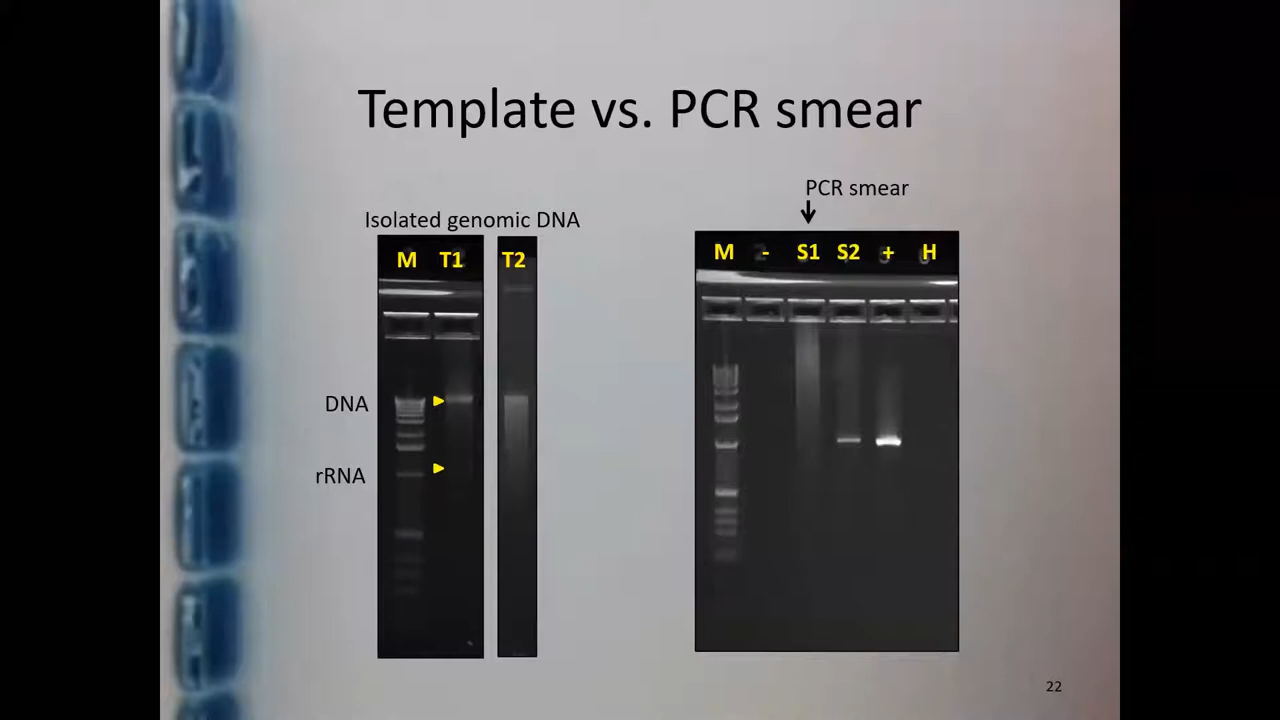 Template vs. PCR smear
PCR smear
Isolated genomic DNA
M T1 T2
M - S1 S2 + H
DNA
rRNA
22